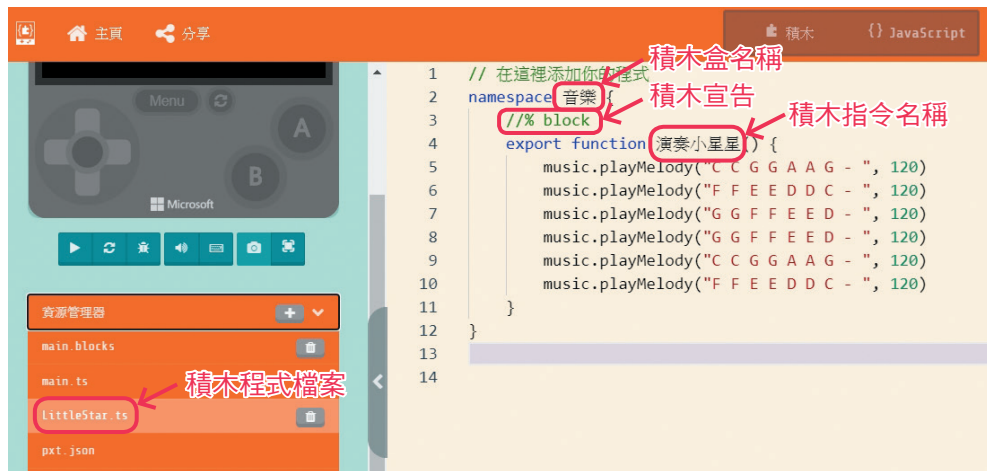 主頁
分享
積木
{} JavaScript
Menu
A
B
Microsoft
資源管理器
main.blocks
main.ts
LittleStar.ts
pxt.json
積木程式檔案
積木盒名稱
積木宣告
積木指令名稱
1 // 在這裡添加你的程式
2 namespace 音樂 {
3 //% block
4 export function 演奏小星星() {
5 music.playMelody("C C G G A A G - ", 120)
6 music.playMelody("F F E E D D C - ", 120)
7 music.playMelody("G G F F E E D - ", 120)
8 music.playMelody("G G F F E E D - ", 120)
9 music.playMelody("C C G G A A G - ", 120)
10 music.playMelody("F F E E D D C - ", 120)
11 }
12 }
13
14